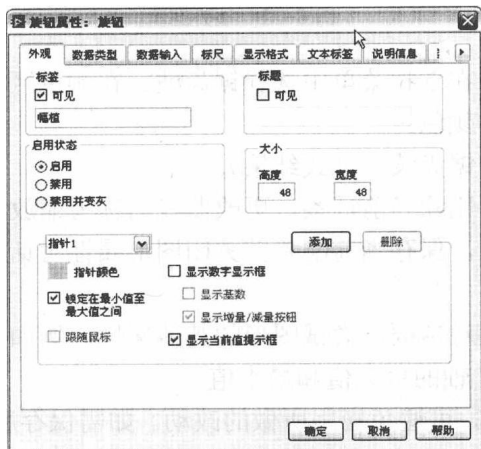 旋钮属性：旋钮
外观 数据类型 数据输入 标尺 显示格式 文本标签 说明信息
标签
可见
幅值
标题
可见
启用状态
启用
禁用
禁用并变灰
大小
高度 宽度
48 48
指针1
添加 删除
指针颜色
锁定在最小值至
最大值之间
跟随鼠标
显示数字显示框
显示基数
显示增量/减量按钮
显示当前值提示框
确定 取消 帮助